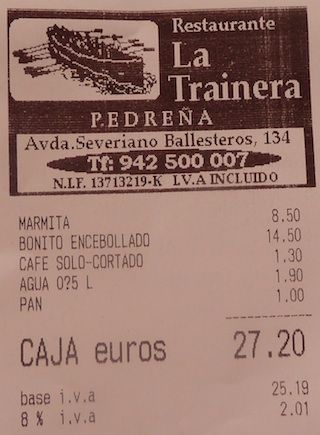 Restaurante
La
Trainera
PEDREÑA
Avda.Severiano Ballesteros, 134
Tf: 942 500 007
N.I.F. 13713219-K I.V.A INCLUIDO
MARMITA 8.50
BONITO ENCEBOLLADO 14.50
CAFE SOLO-CORTADO 1.30
AGUA 0?5 L 1.90
PAN 1.00
CAJA euros 27.20
base i.v.a 25.19
8 % i.v.a 2.01